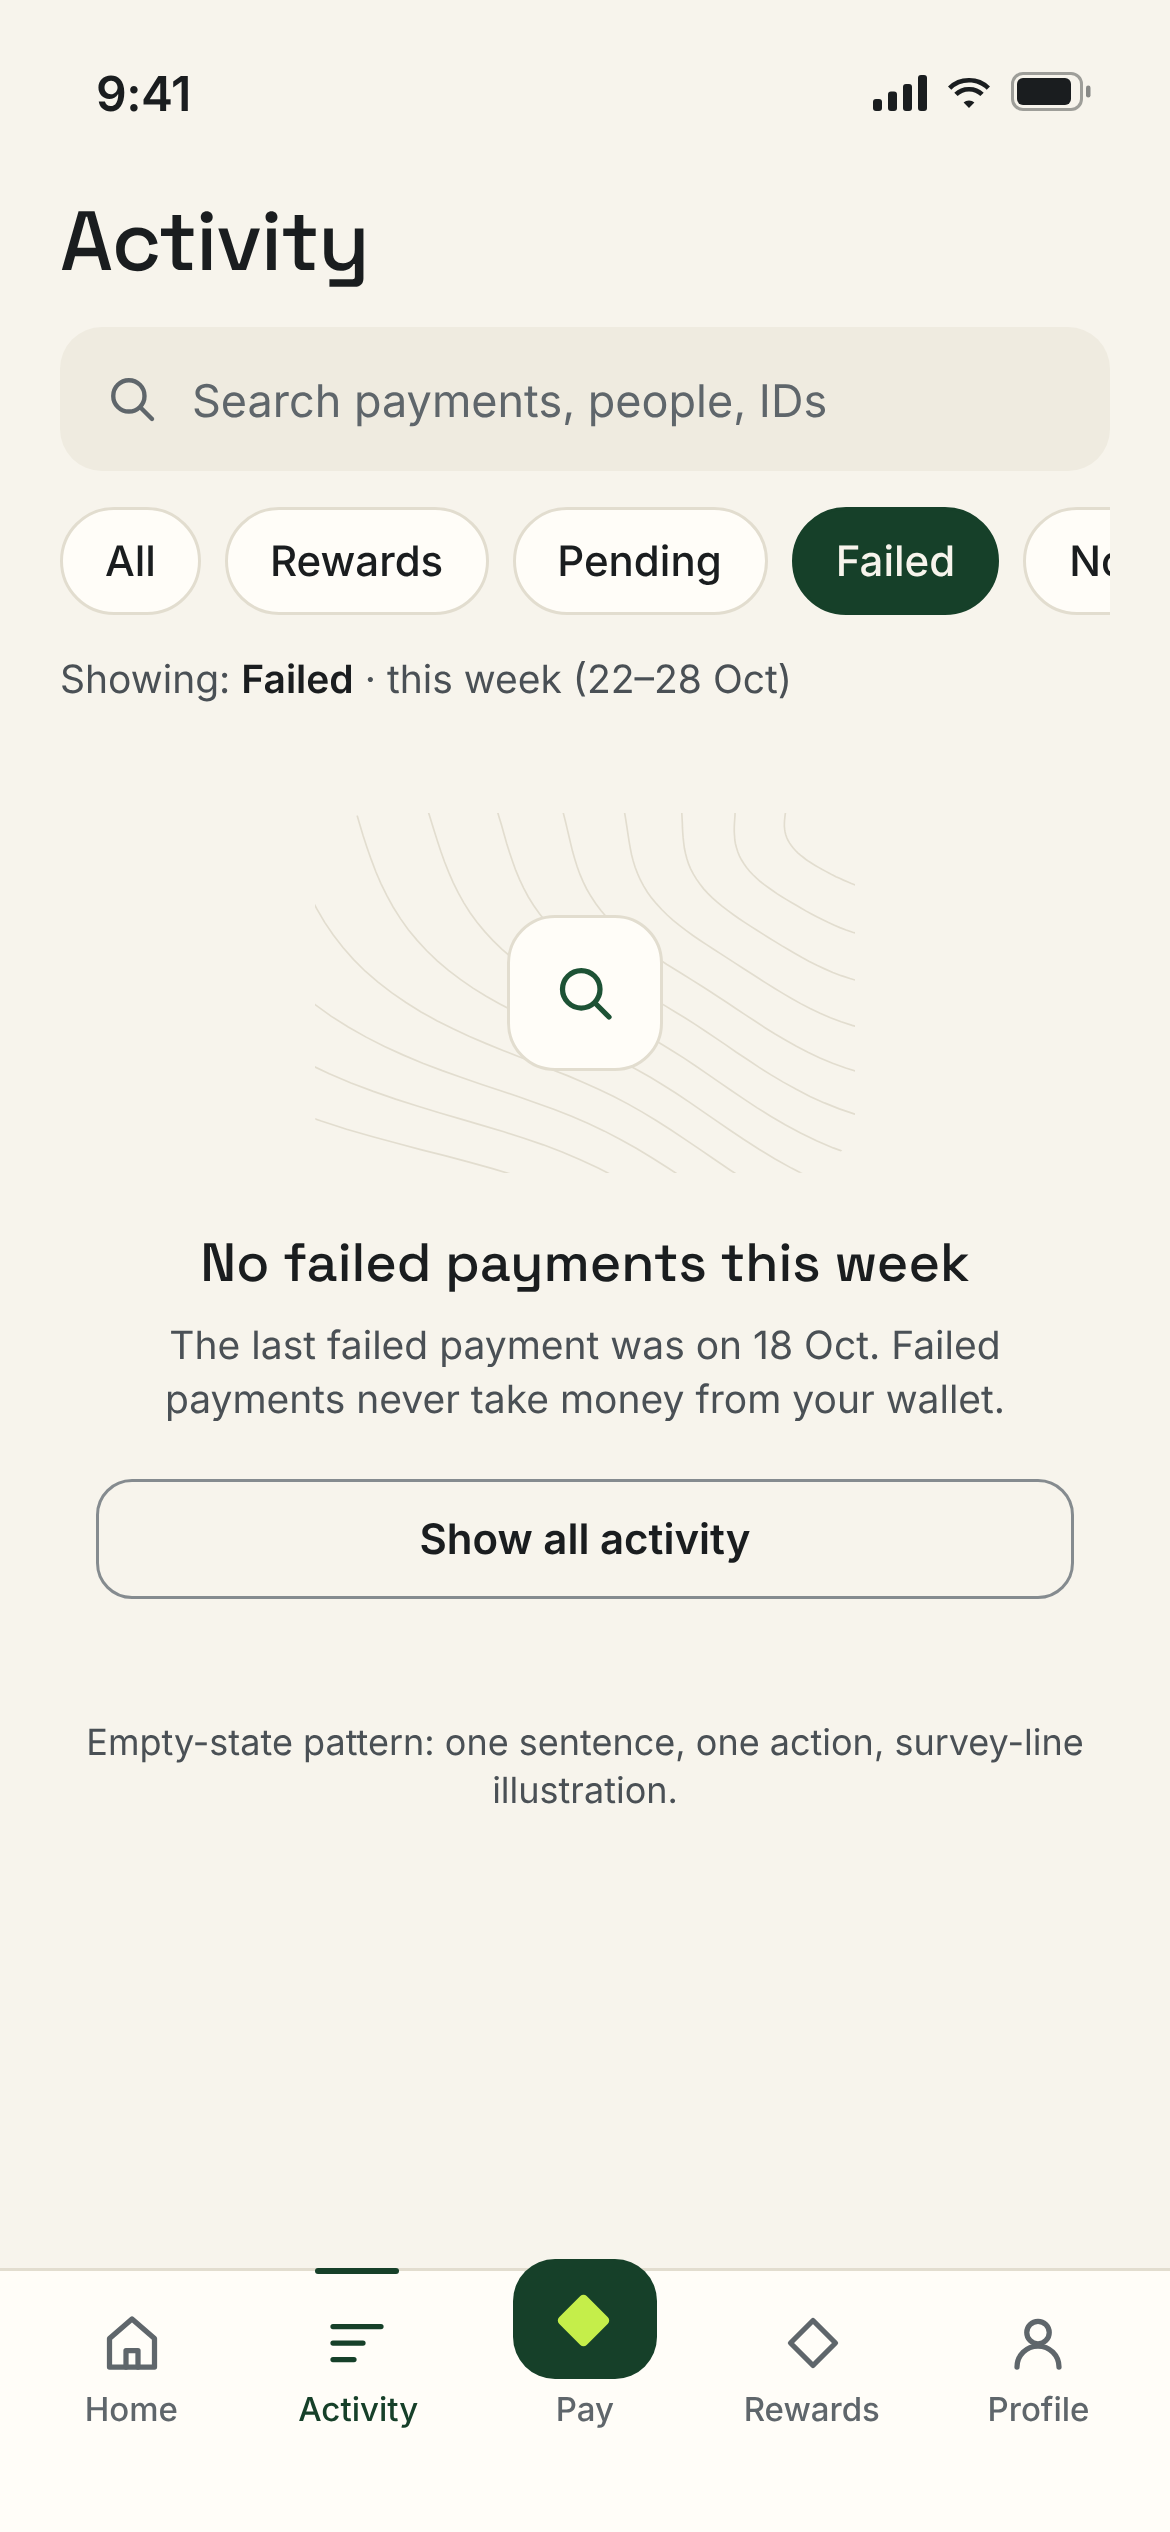 9:41
Activity
Search payments, people, IDs
All Rewards Pending Failed
Showing: Failed · this week (22–28 Oct)
No failed payments this week
The last failed payment was on 18 Oct. Failed
payments never take money from your wallet.
Show all activity
Empty-state pattern: one sentence, one action, survey-line
illustration.
Home Activity Pay Rewards Profile